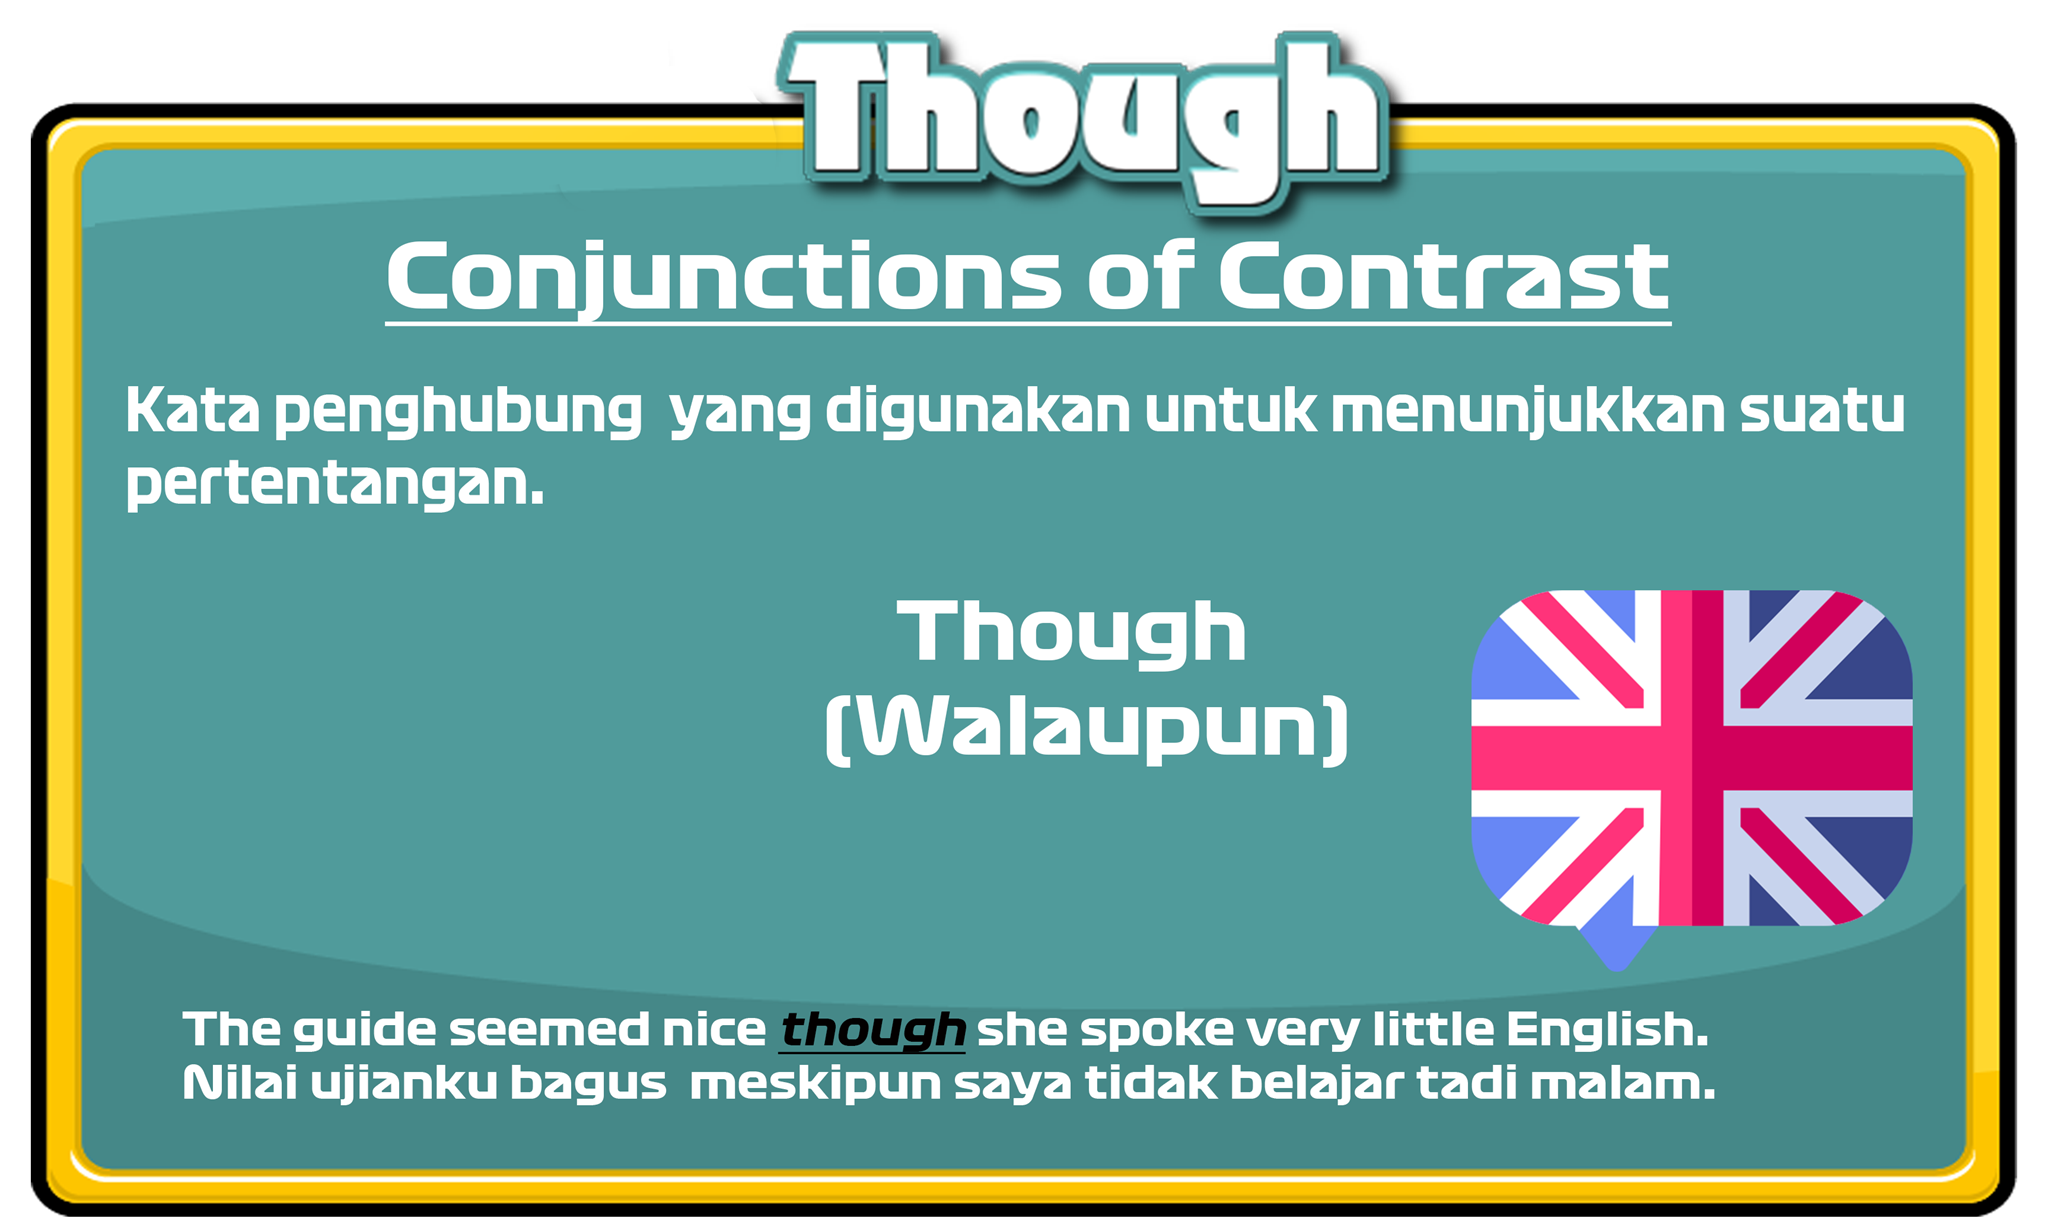 Though
Conjunctions of Contrast
Kata penghubung yang digunakan untuk menunjukkan suatu
pertentangan.
Though
(Walaupun)
The guide seemed nice though she spoke very little English.
Nilai ujianku bagus meskipun saya tidak belajar tadi malam.